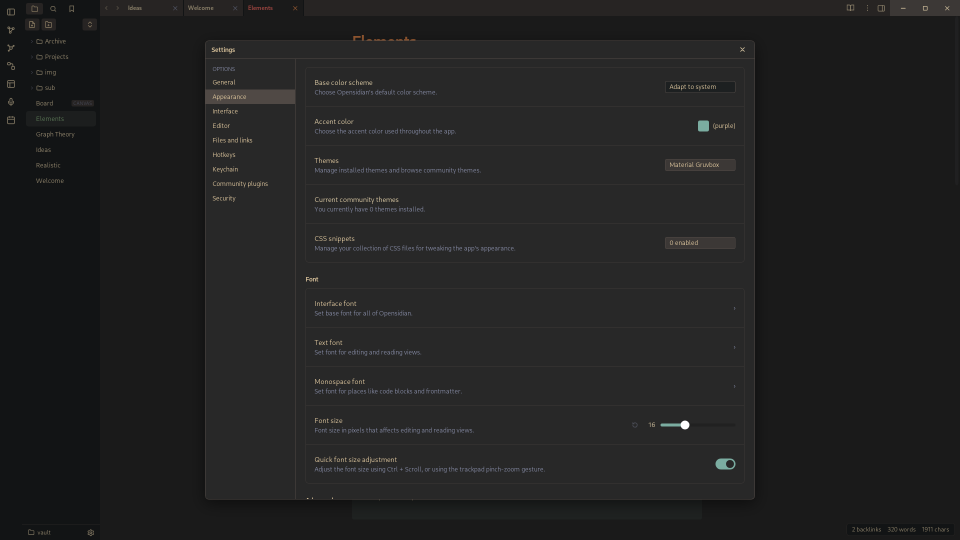 Ideas
Welcome
Elements
Archive
Projects
img
sub
Board
CANVAS
Elements
Graph Theory
Ideas
Realistic
Welcome
vault
Elements
Settings
OPTIONS
General
Appearance
Interface
Editor
Files and links
Hotkeys
Keychain
Community plugins
Security
Base color scheme
Choose Opensidian's default color scheme.
Adapt to system
Accent color
Choose the accent color used throughout the app.
(purple)
Themes
Manage installed themes and browse community themes.
Material Gruvbox
Current community themes
You currently have 0 themes installed.
CSS snippets
Manage your collection of CSS files for tweaking the app's appearance.
0 enabled
Font
Interface font
Set base font for all of Opensidian.
Text font
Set font for editing and reading views.
Monospace font
Set font for places like code blocks and frontmatter.
Font size
Font size in pixels that affects editing and reading views.
16
Quick font size adjustment
Adjust the font size using Ctrl + Scroll, or using the trackpad pinch-zoom gesture.
2 backlinks
320 words
1911 chars